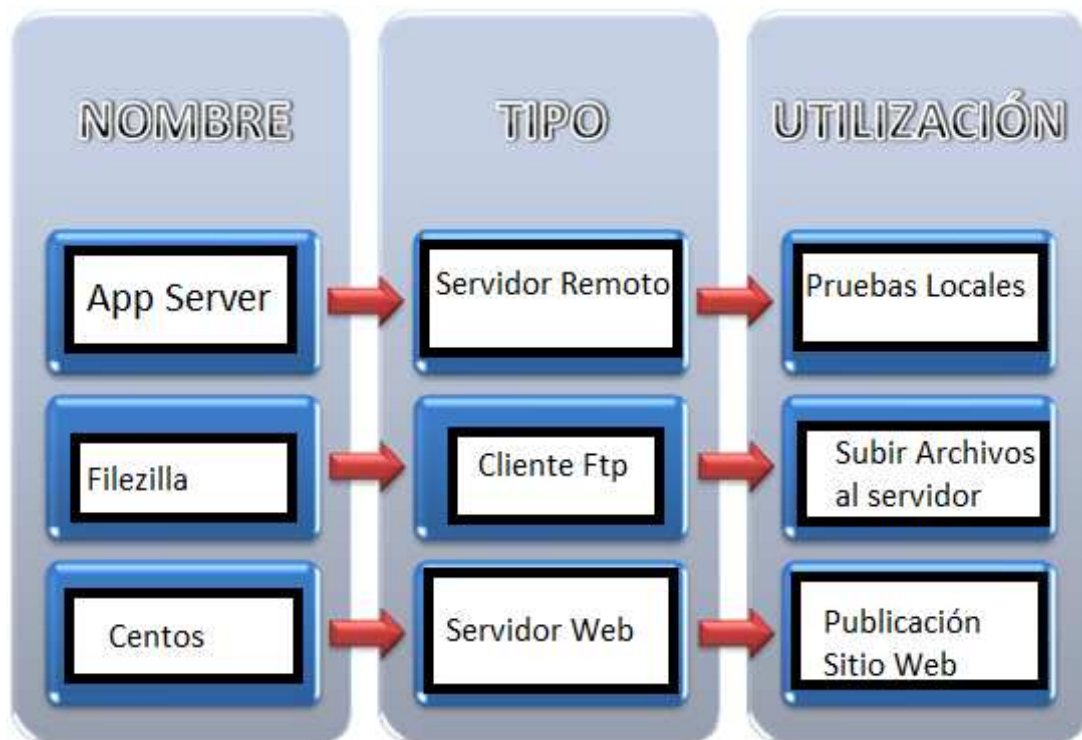 NOMBRE
TIPO
UTILIZACIÓN
App Server
Servidor Remoto
Pruebas Locales
Filezilla
Cliente Ftp
Subir Archivos
al servidor
Centos
Servidor Web
Publicación
Sitio Web